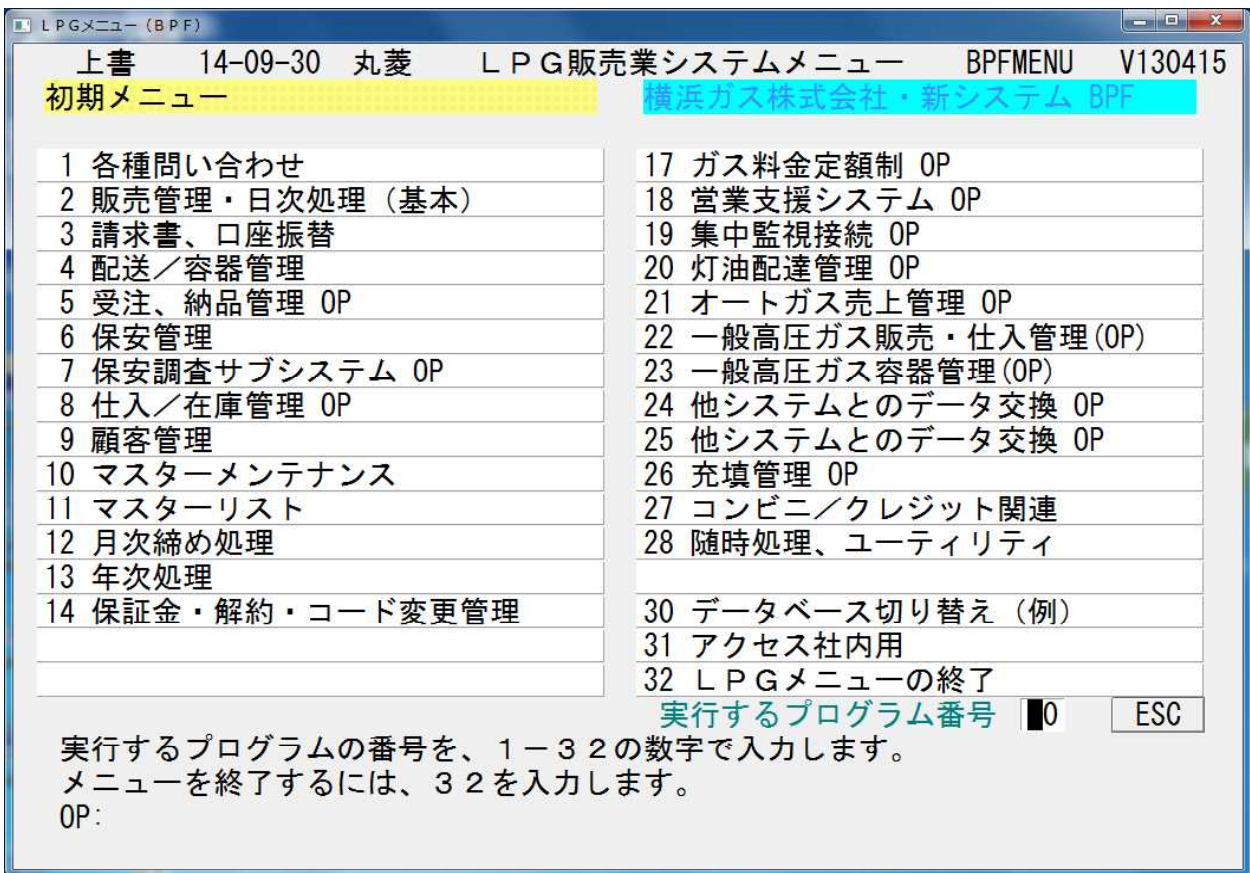 LPGメニュー(BPF)
上書 14-09-30 丸菱 LPG販売業システムメニュー BPFMENU V130415
初期メニュー 横浜ガス株式会社・新システム BPF
1 各種問い合わせ
2 販売管理・日次処理(基本)
3 請求書、口座振替
4 配送/容器管理
5 受注、納品管理 OP
6 保安管理
7 保安調査サブシステム OP
8 仕入/在庫管理 OP
9 顧客管理
10 マスターメンテナンス
11 マスターリスト
12 月次締め処理
13 年次処理
14 保証金・解約・コード変更管理
17 ガス料金定額制 OP
18 営業支援システム OP
19 集中監視接続 OP
20 灯油配達管理 OP
21 オートガス売上管理 OP
22 一般高圧ガス販売・仕入管理(OP)
23 一般高圧ガス容器管理(OP)
24 他システムとのデータ交換 OP
25 他システムとのデータ交換 OP
26 充填管理 OP
27 コンビニ/クレジット関連
28 随時処理、ユーティリティ
30 データベース切り替え(例)
31 アクセス社内用
32 LPGメニューの終了
実行するプログラム番号 0 ESC
実行するプログラムの番号を、1-32の数字で入力します。
メニューを終了するには、32を入力します。
OP: